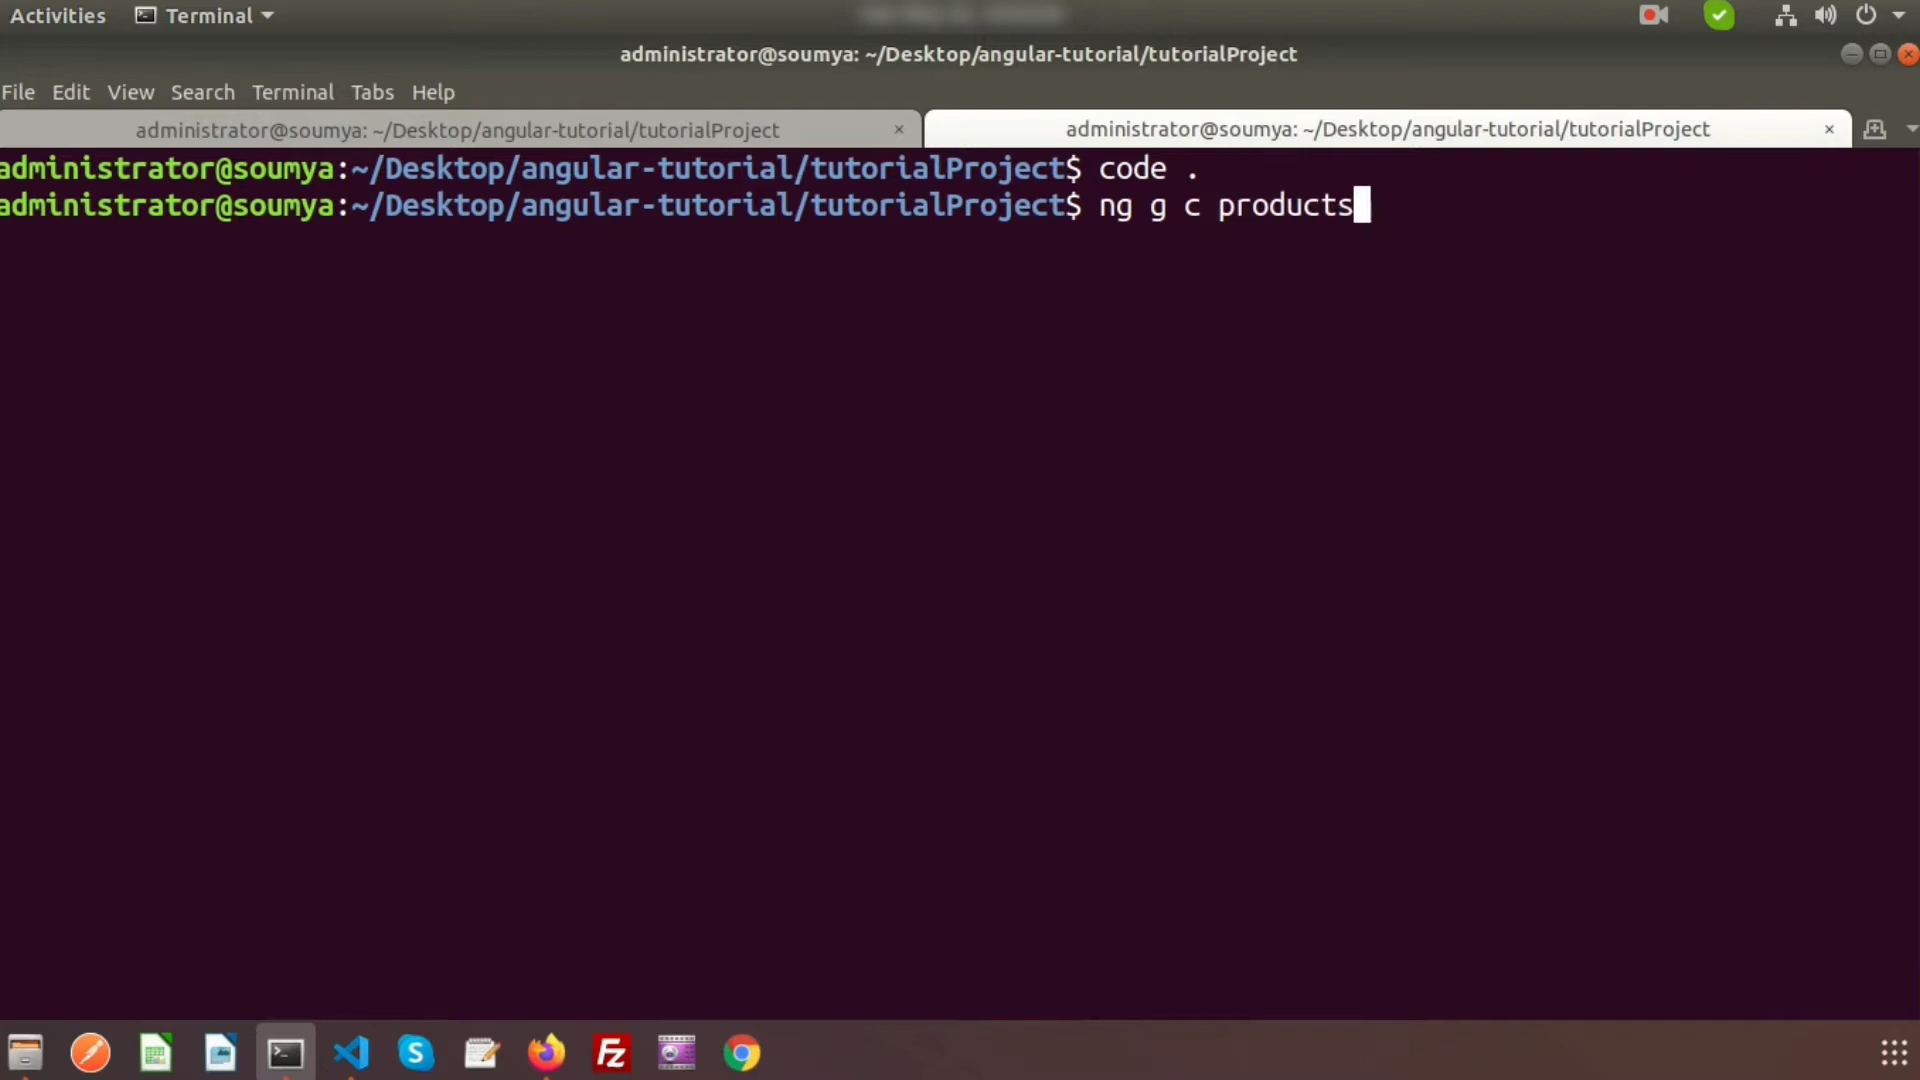 Activities Terminal
administrator@soumya: ~/Desktop/angular-tutorial/tutorialProject
File Edit View Search Terminal Tabs Help
administrator@soumya: ~/Desktop/angular-tutorial/tutorialProject × administrator@soumya: ~/Desktop/angular-tutorial/tutorialProject ×
administrator@soumya:~/Desktop/angular-tutorial/tutorialProject$ code .
administrator@soumya:~/Desktop/angular-tutorial/tutorialProject$ ng g c products